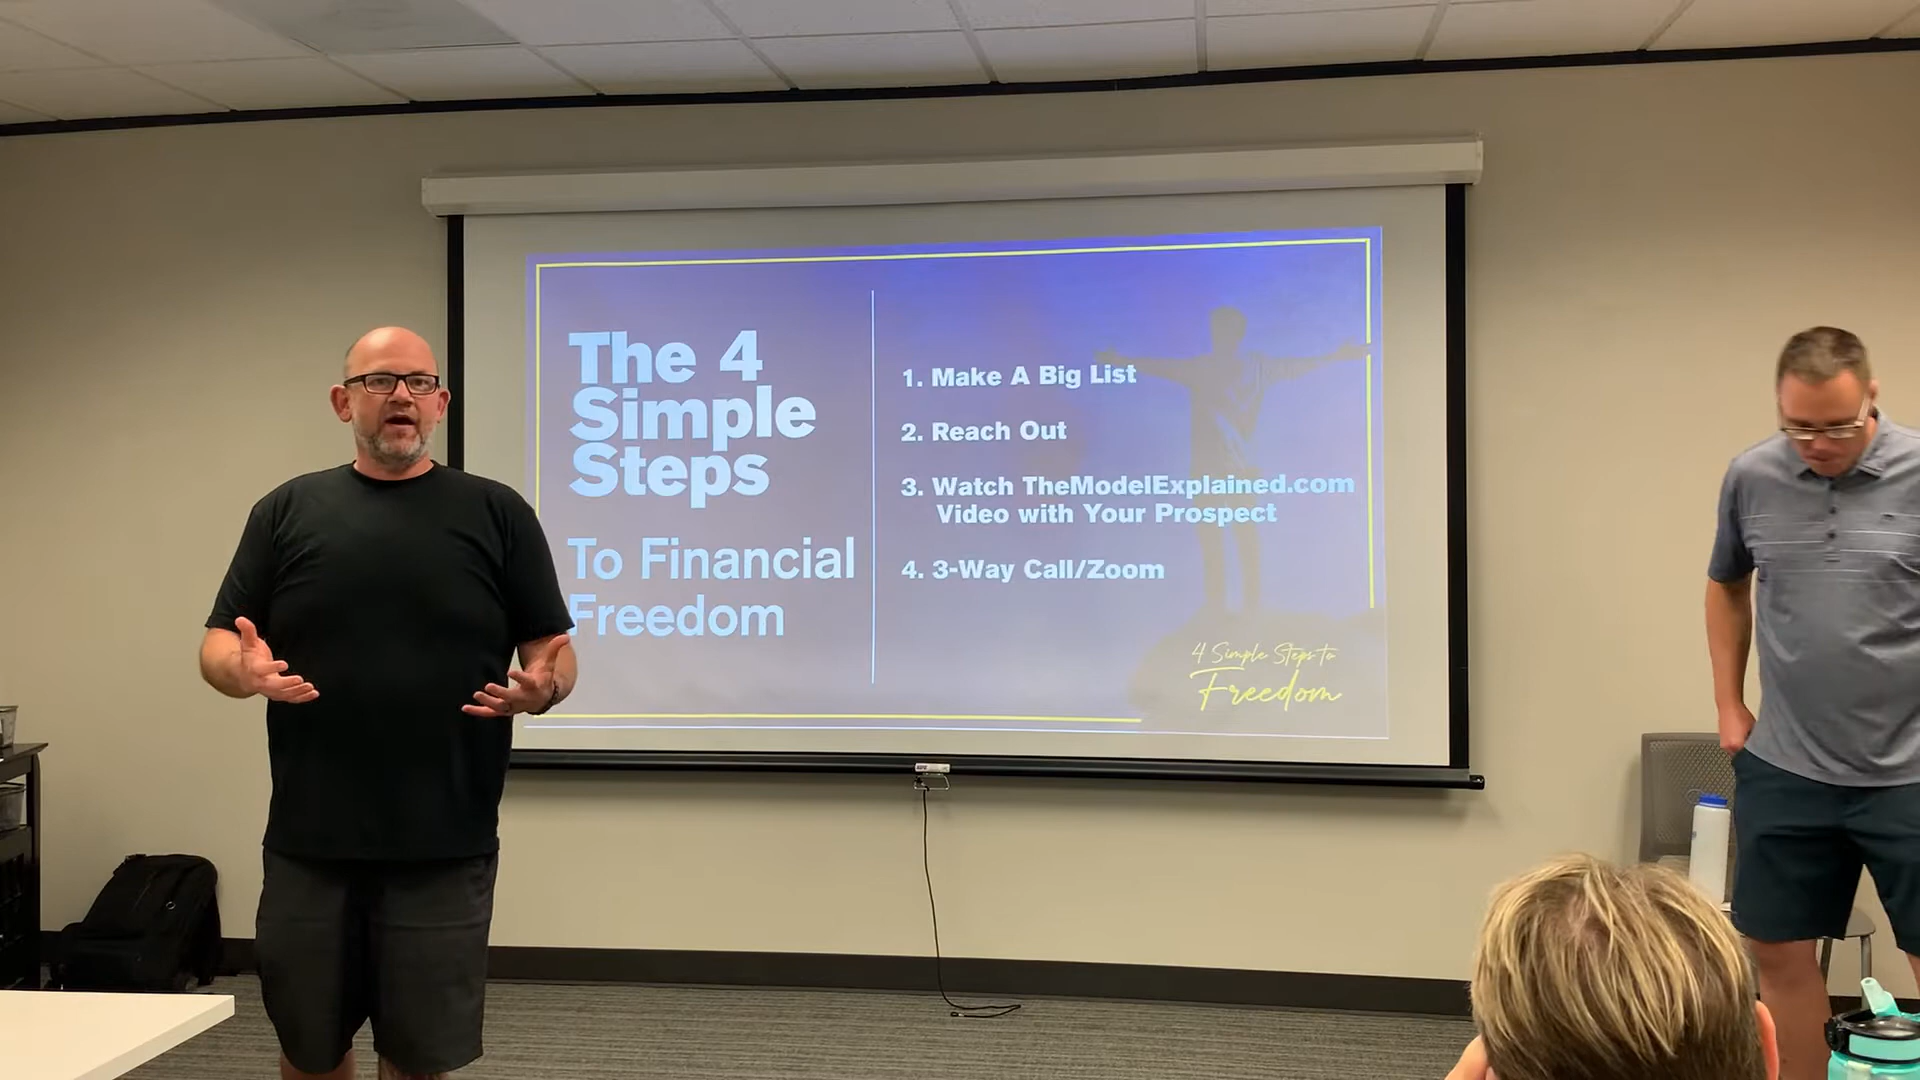 The 4
Simple
Steps
To Financial
Freedom
1. Make A Big List
2. Reach Out
3. Watch TheModelExplained.com
Video with Your Prospect
4. 3-Way Call/Zoom
4 Simple Steps to
Freedom